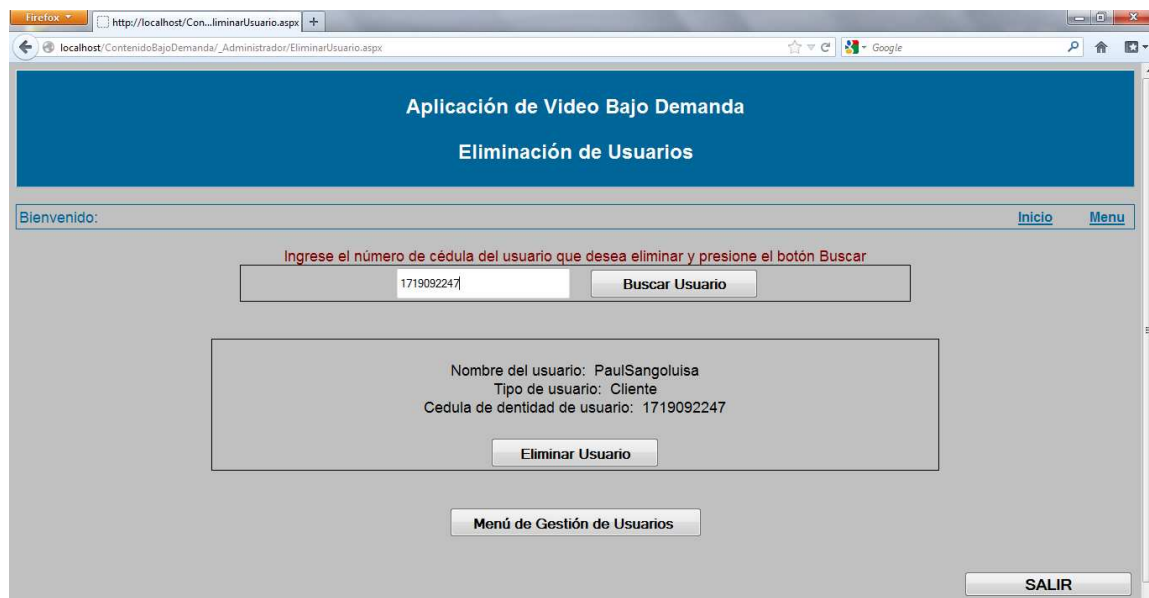 Firefox
http://localhost/Con...liminarUsuario.aspx
localhost/ContenidoBajoDemanda/_Administrador/EliminarUsuario.aspx
Google
Aplicación de Video Bajo Demanda
Eliminación de Usuarios
Bienvenido: Inicio Menu
Ingrese el número de cédula del usuario que desea eliminar y presione el botón Buscar
1719092247 Buscar Usuario
Nombre del usuario: PaulSangoluisa
Tipo de usuario: Cliente
Cedula de dentidad de usuario: 1719092247
Eliminar Usuario
Menú de Gestión de Usuarios
SALIR